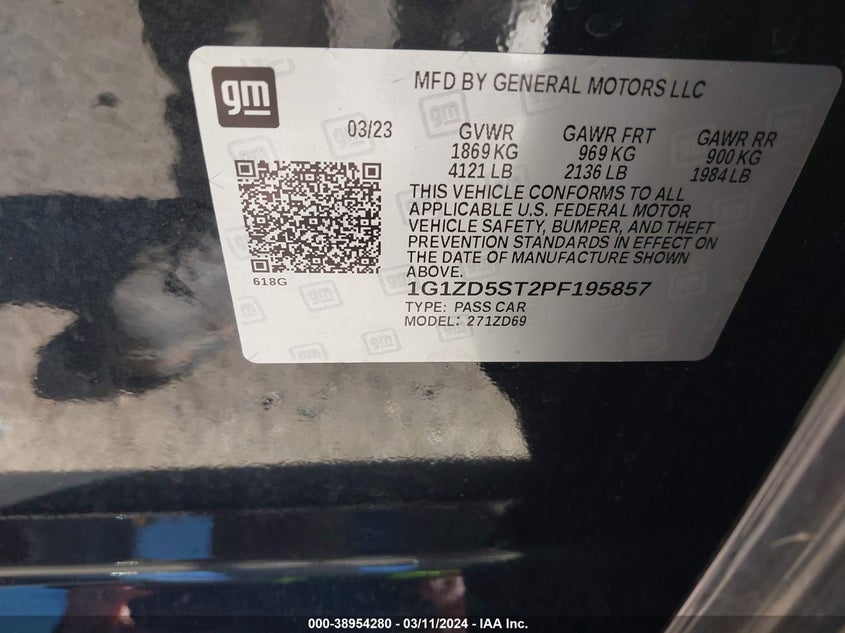 gm
MFD BY GENERAL MOTORS LLC
03/23 GVWR GAWR FRT GAWR RR
1869 KG 969 KG 900 KG
4121 LB 2136 LB 1984 LB
THIS VEHICLE CONFORMS TO ALL
APPLICABLE U.S. FEDERAL MOTOR
VEHICLE SAFETY, BUMPER, AND THEFT
PREVENTION STANDARDS IN EFFECT ON
THE DATE OF MANUFACTURE SHOWN
ABOVE.
618G
1G1ZD5ST2PF195857
TYPE: PASS CAR
MODEL: 271ZD69
000-38954280 - 03/11/2024 - IAA Inc.